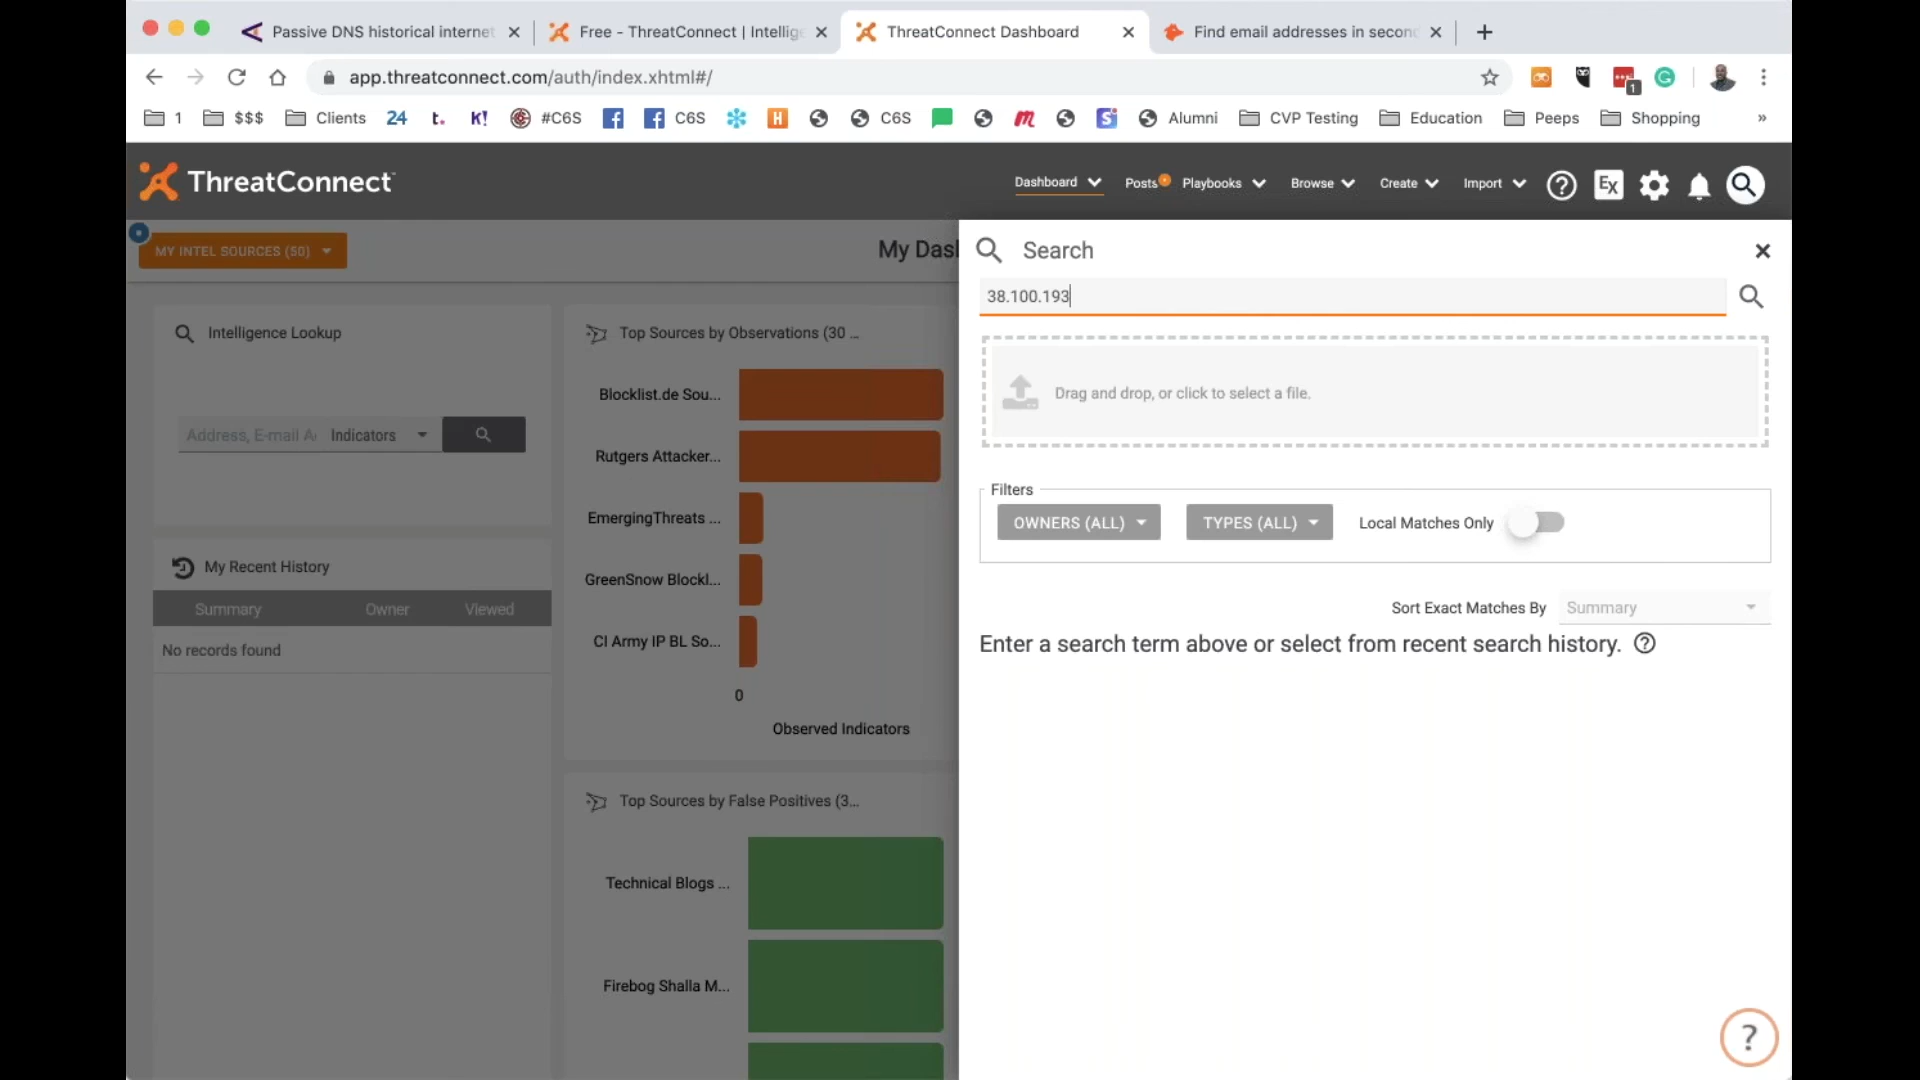 Passive DNS historical internet
Free - ThreatConnect | Intellige
ThreatConnect Dashboard
Find email addresses in secon
app.threatconnect.com/auth/index.xhtml#/
1
1
$$$
Clients
24
t.
K!
#C6S
C6S
H
C6S
m
S
Alumni
CVP Testing
Education
Peeps
Shopping
»
ThreatConnect
Dashboard
Posts
Playbooks
Browse
Create
Import
?
Ex
MY INTEL SOURCES (50)
My Dash
Search
38.100.193
Intelligence Lookup
Address, E-mail A
Indicators
Top Sources by Observations (30 ...
Blocklist.de Sou...
Rutgers Attacker...
EmergingThreats ...
GreenSnow Blockl...
CI Army IP BL So...
0
Observed Indicators
Drag and drop, or click to select a file.
Filters
OWNERS (ALL)
TYPES (ALL)
Local Matches Only
My Recent History
Summary
Owner
Viewed
No records found
Sort Exact Matches By
Summary
Enter a search term above or select from recent search history.
?
Top Sources by False Positives (3...
Technical Blogs ...
Firebog Shalla M...
?